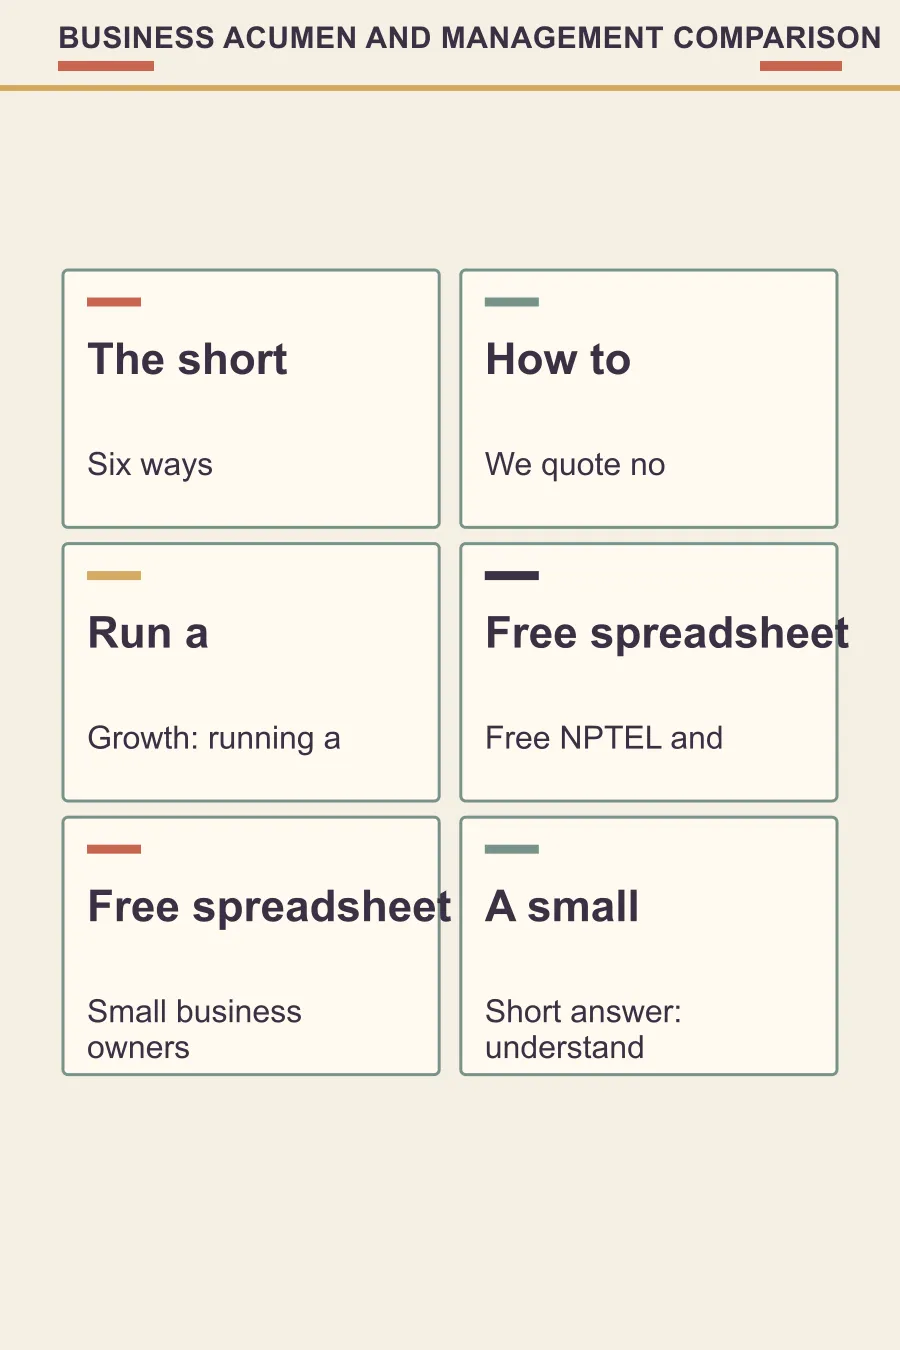 BUSINESS ACUMEN AND MANAGEMENT COMPARISON
The short
Six ways
How to
We quote no
Run a
Growth: running a
Free spreadsheet
Free NPTEL and
Free spreadsheet
Small business
owners
A small
Short answer:
understand